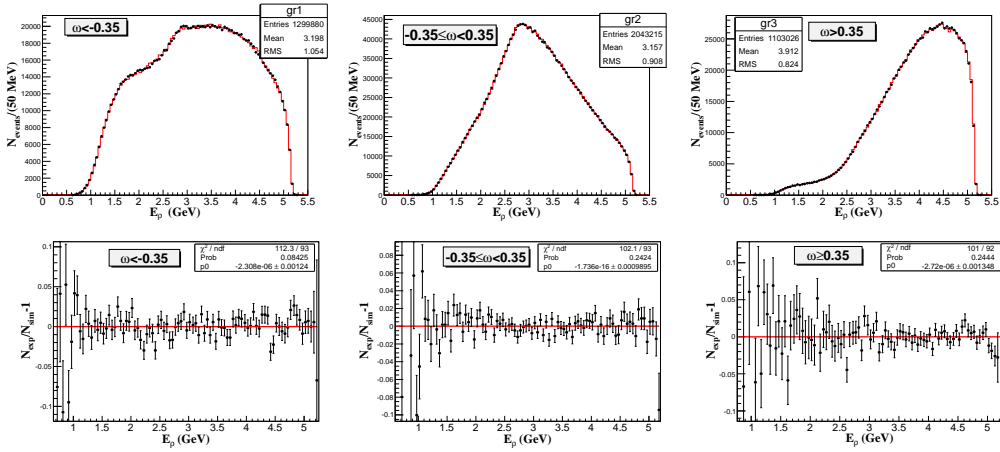 ω<-0.35
gr1
Entries 1299880
Mean 3.198
RMS 1.054
N_events/(50 MeV)
22000
20000
18000
16000
14000
12000
10000
8000
6000
4000
2000
0
0 0.5 1 1.5 2 2.5 3 3.5 4 4.5 5 5.5
E_p (GeV)
-0.35≤ω<0.35
gr2
Entries 2043215
Mean 3.157
RMS 0.908
N_events/(50 MeV)
45000
40000
35000
30000
25000
20000
15000
10000
5000
0
0 0.5 1 1.5 2 2.5 3 3.5 4 4.5 5 5.5
E_p (GeV)
gr3
Entries 1103026
Mean 3.912
RMS 0.824
ω>0.35
N_events/(50 MeV)
25000
20000
15000
10000
5000
0
0 0.5 1 1.5 2 2.5 3 3.5 4 4.5 5 5.5
E_p (GeV)
ω<-0.35
χ² / ndf 112.3 / 93
Prob 0.08425
p0 -2.308e-06 ± 0.00124
N_exp/N_sim-1
0.1
0.05
0
-0.05
-0.1
1 1.5 2 2.5 3 3.5 4 4.5 5
E_p (GeV)
-0.35≤ω<0.35
χ² / ndf 102.1 / 93
Prob 0.2424
p0 -1.736e-16 ± 0.0009895
N_exp/N_sim-1
0.08
0.06
0.04
0.02
0
-0.02
-0.04
-0.06
-0.08
-0.1
1 1.5 2 2.5 3 3.5 4 4.5 5
E_p (GeV)
ω≥0.35
χ² / ndf 101 / 92
Prob 0.2444
p0 -2.72e-06 ± 0.001348
N_exp/N_sim-1
0.1
0.05
0
-0.05
-0.1
1 1.5 2 2.5 3 3.5 4 4.5 5
E_p (GeV)